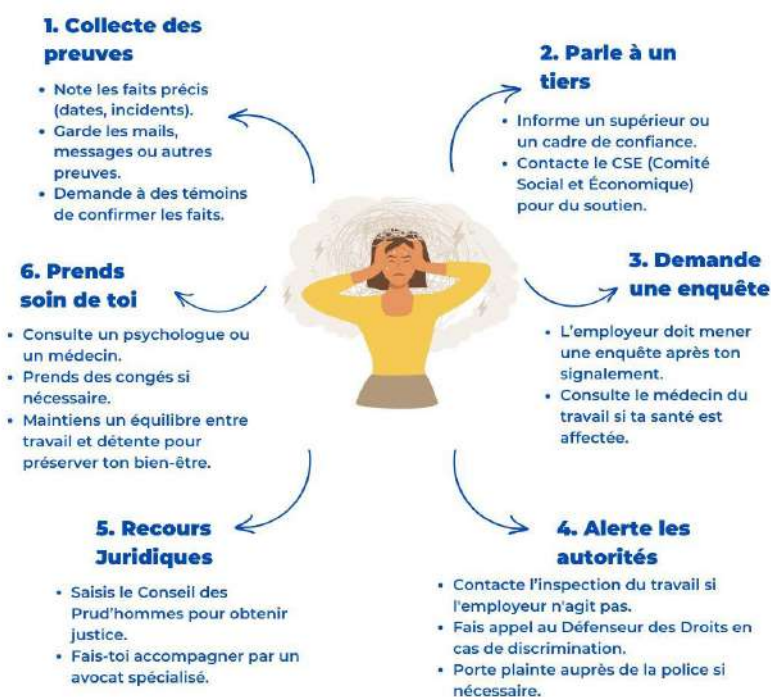 1. Collecte des
preuves
• Note les faits précis
(dates, incidents).
• Garde les mails,
messages ou autres
preuves.
• Demande à des témoins
de confirmer les faits.
2. Parle à un
tiers
• Informe un supérieur ou
un cadre de confiance.
• Contacte le CSE (Comité
Social et Économique)
pour du soutien.
3. Demande
une enquête
• L'employeur doit mener
une enquête après ton
signalement.
• Consulte le médecin du
travail si ta santé est
affectée.
4. Alerte les
autorités
• Contacte l'inspection du travail si
l'employeur n'agit pas.
• Fais appel au Défenseur des Droits en
cas de discrimination.
• Porte plainte auprès de la police si
nécessaire.
5. Recours
Juridiques
• Saisis le Conseil des
Prud'hommes pour obtenir
justice.
• Fais-toi accompagner par un
avocat spécialisé.
6. Prends
soin de toi
• Consulte un psychologue ou
un médecin.
• Prends des congés si
nécessaire.
• Maintiens un équilibre entre
travail et détente pour
préserver ton bien-être.